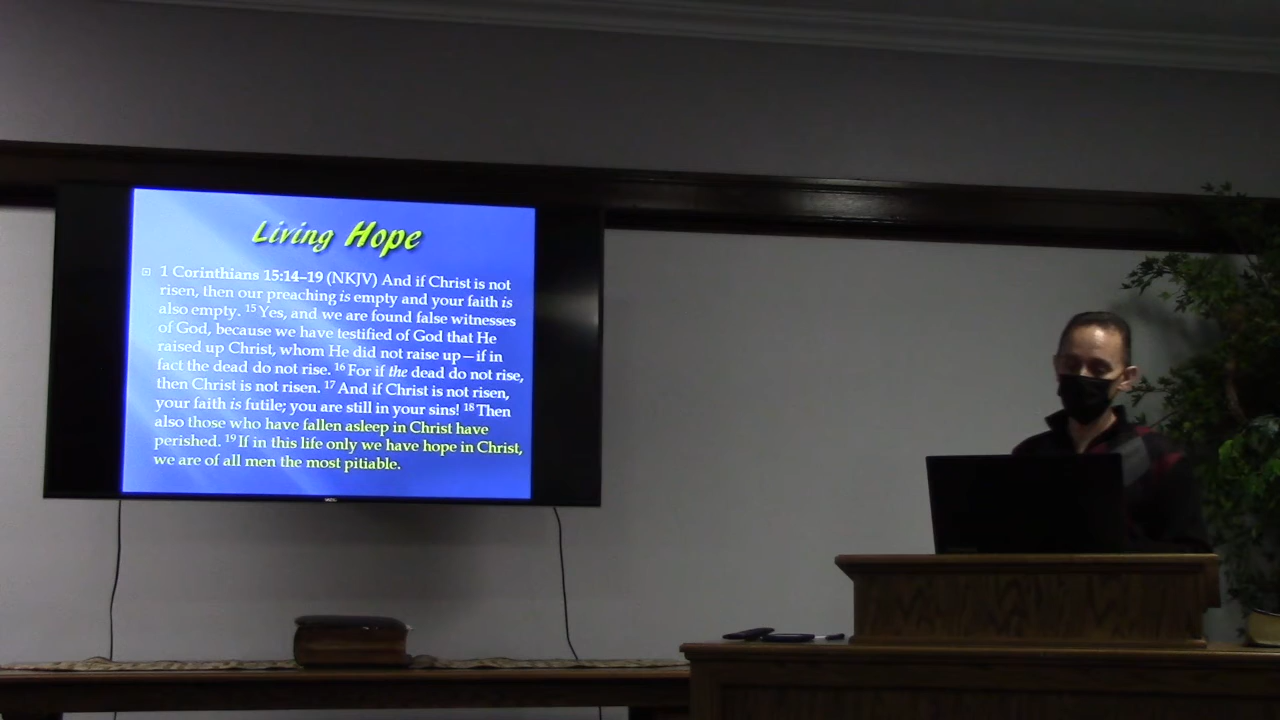 Living Hope
1 Corinthians 15:14–19 (NKJV) And if Christ is not
risen, then our preaching is empty and your faith is
also empty. 15 Yes, and we are found false witnesses
of God, because we have testified of God that He
raised up Christ, whom He did not raise up—if in
fact the dead do not rise. 16 For if the dead do not rise,
then Christ is not risen. 17 And if Christ is not risen,
your faith is futile; you are still in your sins! 18 Then
also those who have fallen asleep in Christ have
perished. 19 If in this life only we have hope in Christ,
we are of all men the most pitiable.